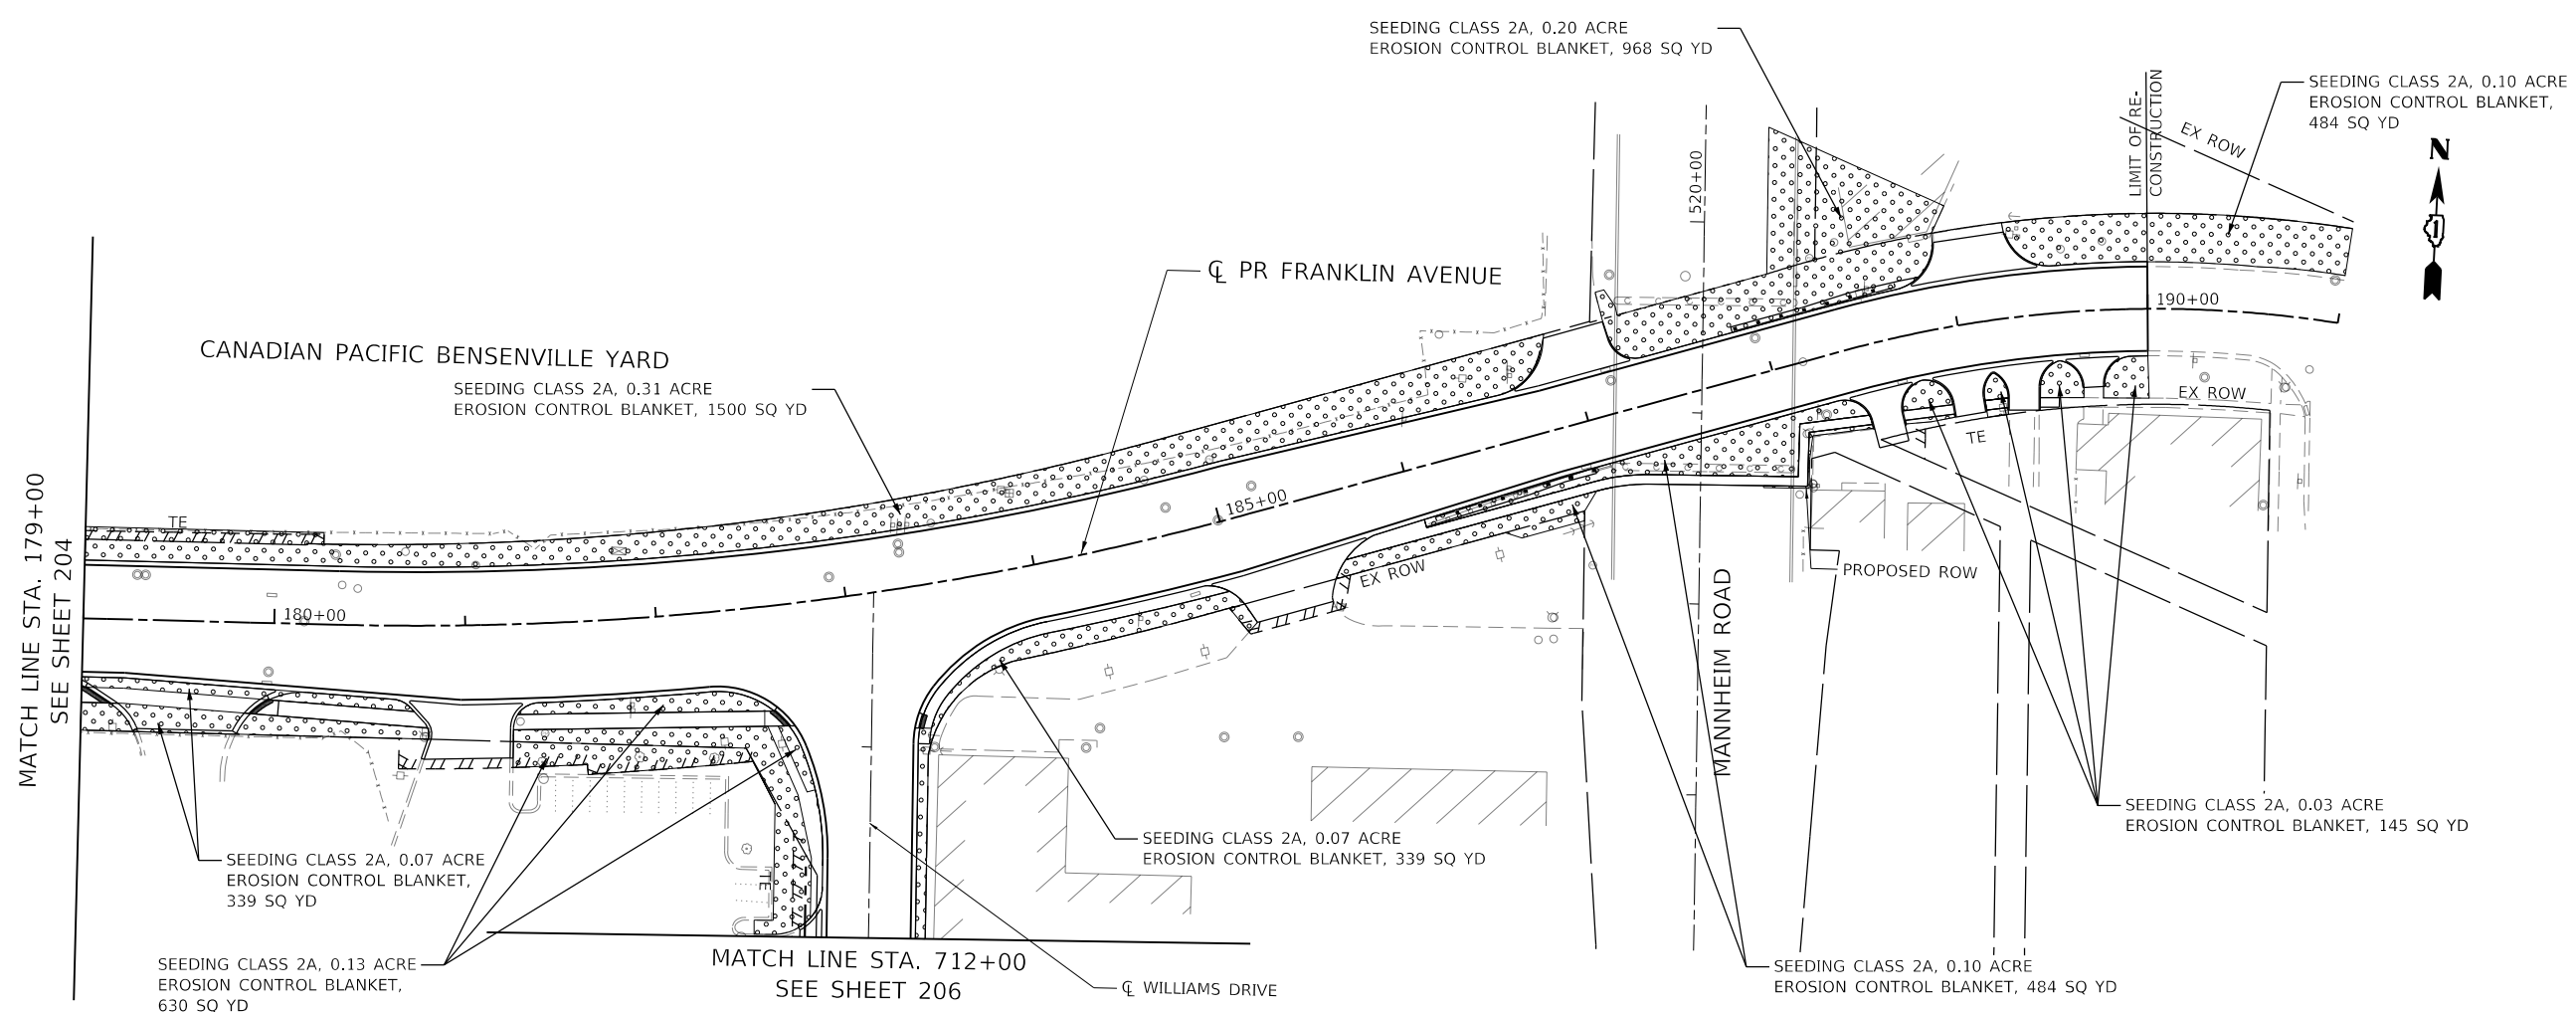 SEEDING CLASS 2A, 0.20 ACRE
EROSION CONTROL BLANKET, 968 SQ YD
SEEDING CLASS 2A, 0.10 ACRE
EROSION CONTROL BLANKET,
484 SQ YD
LIMIT OF RE-
CONSTRUCTION
EX ROW
N
1
520+00
℄ PR FRANKLIN AVENUE
190+00
CANADIAN PACIFIC BENSENVILLE YARD
SEEDING CLASS 2A, 0.31 ACRE
EROSION CONTROL BLANKET, 1500 SQ YD
EX ROW
TE
185+00
TE
MATCH LINE STA. 179+00
SEE SHEET 204
EX ROW
PROPOSED ROW
180+00
MANNHEIM ROAD
SEEDING CLASS 2A, 0.03 ACRE
EROSION CONTROL BLANKET, 145 SQ YD
SEEDING CLASS 2A, 0.07 ACRE
EROSION CONTROL BLANKET, 339 SQ YD
SEEDING CLASS 2A, 0.07 ACRE
EROSION CONTROL BLANKET,
339 SQ YD
TE
SEEDING CLASS 2A, 0.13 ACRE
EROSION CONTROL BLANKET,
630 SQ YD
MATCH LINE STA. 712+00
SEE SHEET 206
℄ WILLIAMS DRIVE
SEEDING CLASS 2A, 0.10 ACRE
EROSION CONTROL BLANKET, 484 SQ YD